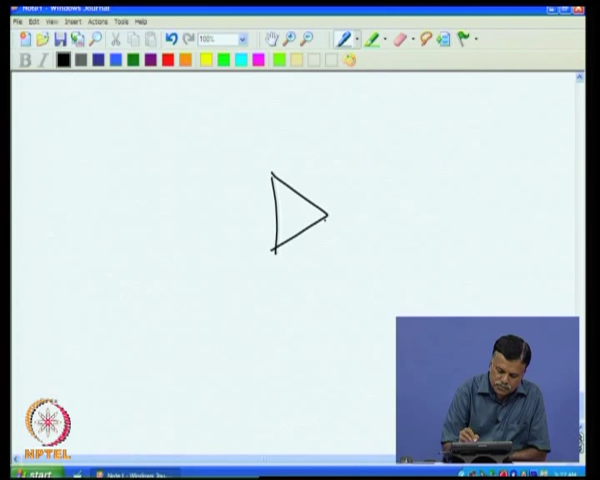 Note1 - Windows Journal
File Edit View Insert Actions Tools Help
100%
B I
NPTEL
start
Note1 - Windows Jou...